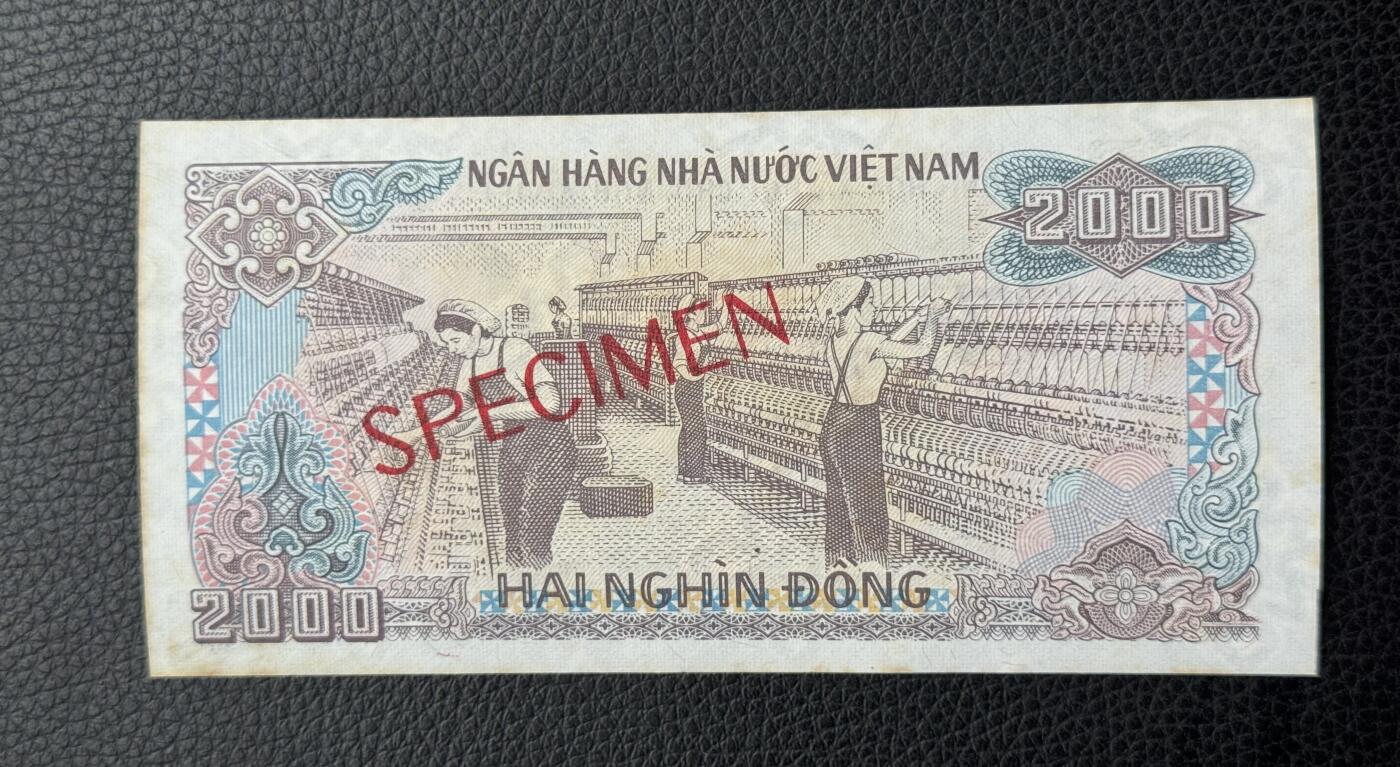 NGÂN HÀNG NHÀ NƯỚC VIỆT NAM
2000
SPECIMEN
HAI NGHÌN ĐỒNG
2000